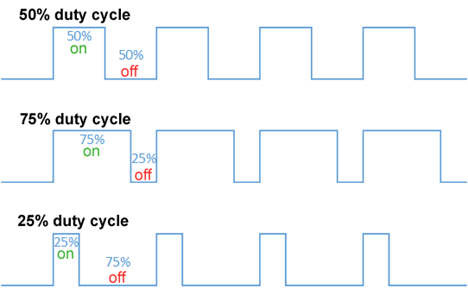 50% duty cycle
50%
on
50%
off
75% duty cycle
75%
on
25%
off
25% duty cycle
25%
on
75%
off